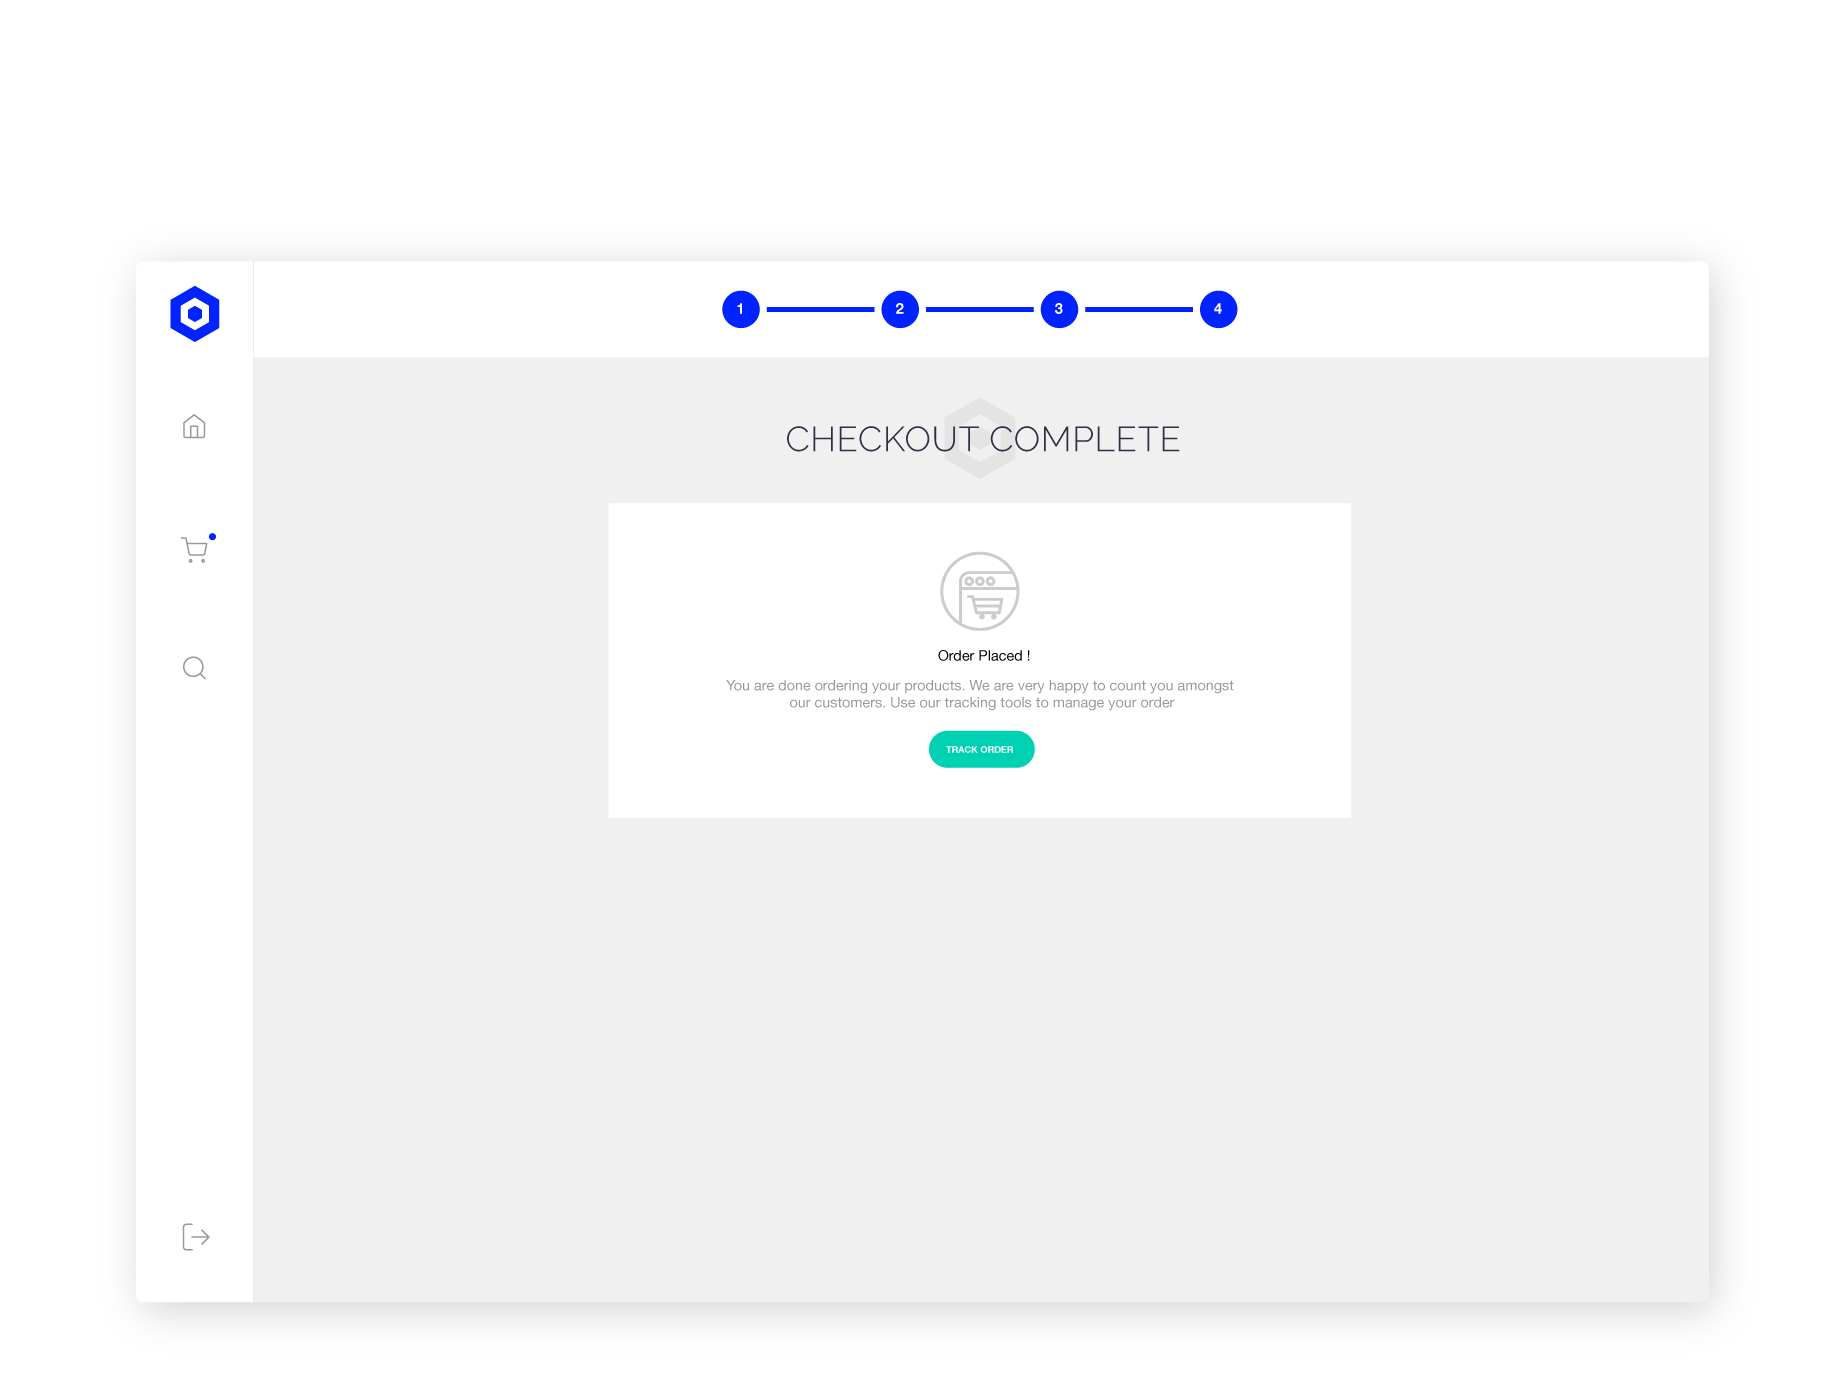 1 2 3 4
CHECKOUT COMPLETE
Order Placed !
You are done ordering your products. We are very happy to count you amongst
our customers. Use our tracking tools to manage your order
TRACK ORDER